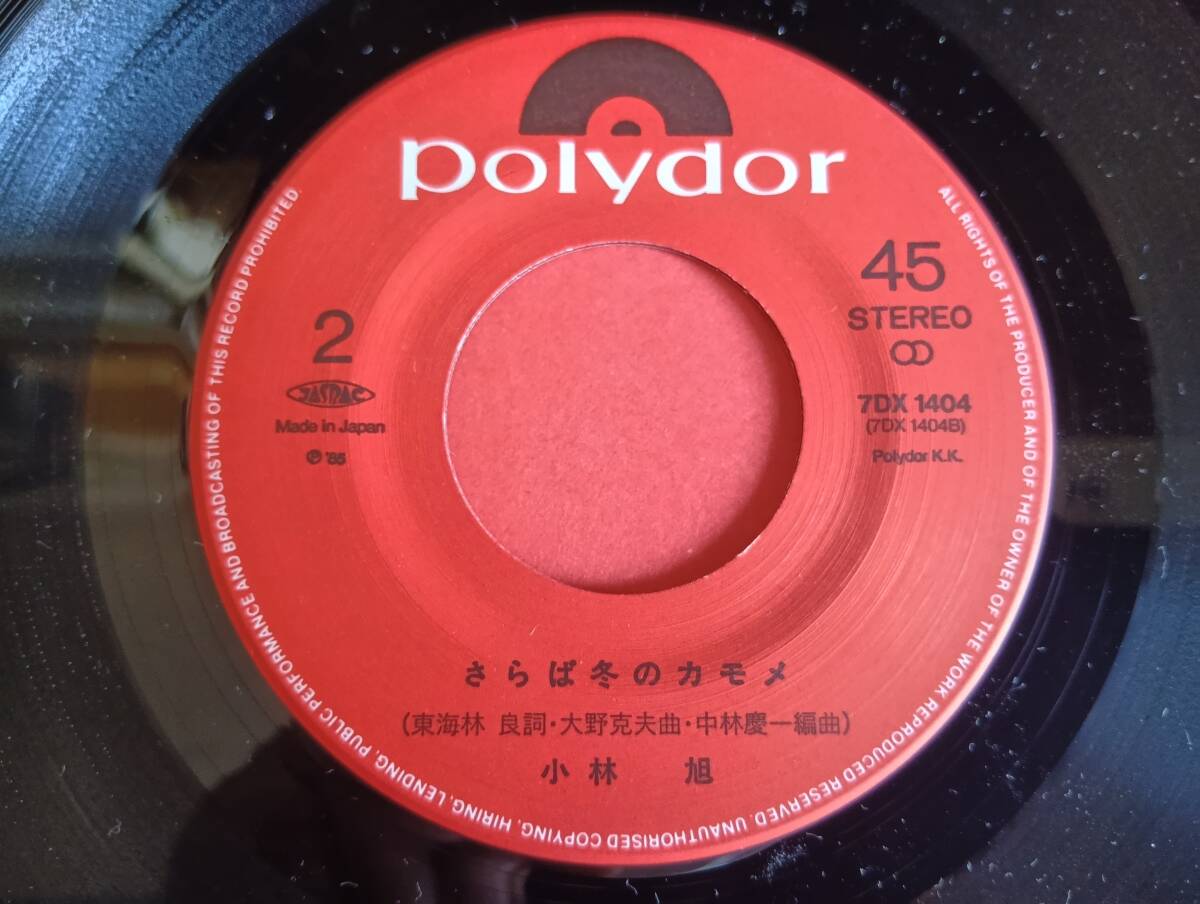 polydor
2
JASRAC
Made in Japan
℗ '85
45
STEREO
7DX 1404
(7DX 1404B)
Polydor K.K.
さらば冬のカモメ
(東海林 良詞・大野克夫曲・中林慶一編曲)
小林 旭
ALL RIGHTS OF THE PRODUCER AND OF THE OWNER OF THE WORK REPRODUCED RESERVED. UNAUTHORISED COPYING, HIRING, LENDING, PUBLIC PERFORMANCE AND BROADCASTING OF THIS RECORD PROHIBITED.